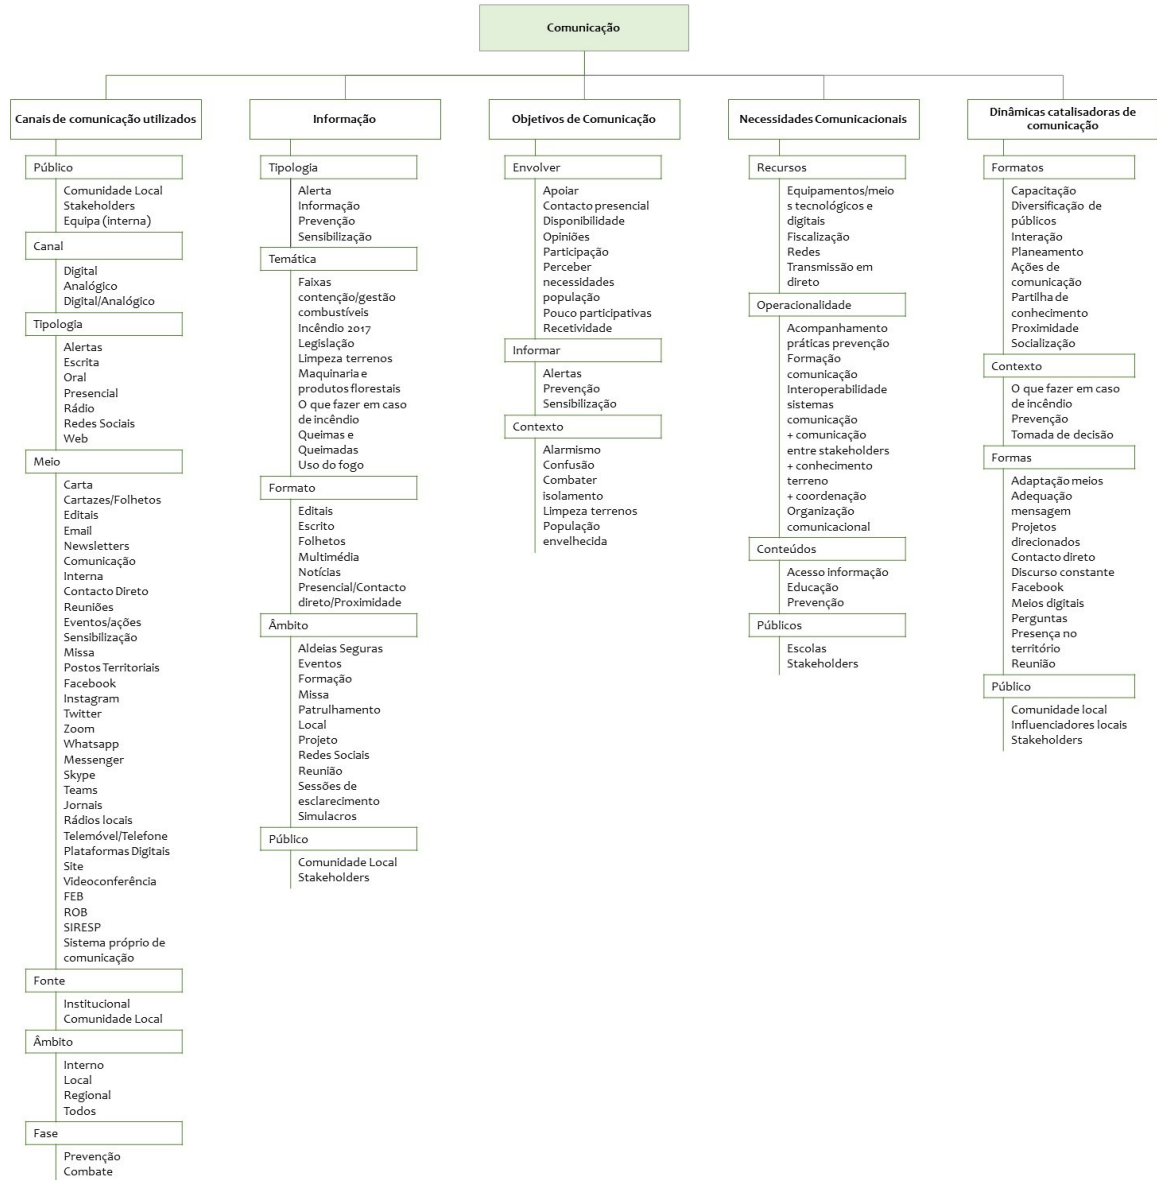 Comunicação
Canais de comunicação utilizados
Público
Comunidade Local
Stakeholders
Equipa (interna)
Canal
Digital
Analógico
Digital/Analógico
Tipologia
Alertas
Escrita
Oral
Presencial
Rádio
Redes Sociais
Web
Meio
Carta
Cartazes/Folhetos
Editais
Email
Newsletters
Comunicação
Interna
Contacto Direto
Reuniões
Eventos/ações
Sensibilização
Missa
Postos Territoriais
Facebook
Instagram
Twitter
Zoom
Whatsapp
Messenger
Skype
Teams
Jornais
Rádios locais
Telemóvel/Telefone
Plataformas Digitais
Site
Videoconferência
FEB
ROB
SIRESP
Sistema próprio de
comunicação
Fonte
Institucional
Comunidade Local
Âmbito
Interno
Local
Regional
Todos
Fase
Prevenção
Combate
Informação
Tipologia
Alerta
Informação
Prevenção
Sensibilização
Temática
Faixas
contenção/gestão
combustíveis
Incêndio 2017
Legislação
Limpeza terrenos
Maquinaria e
produtos florestais
O que fazer em caso
de incêndio
Queimas e
Queimadas
Uso do fogo
Formato
Editais
Escrito
Folhetos
Multimédia
Notícias
Presencial/Contacto
direto/Proximidade
Âmbito
Aldeias Seguras
Eventos
Formação
Missa
Patrulhamento
Local
Projeto
Redes Sociais
Reunião
Sessões de
esclarecimento
Simulacros
Público
Comunidade Local
Stakeholders
Objetivos de Comunicação
Envolver
Apoiar
Contacto presencial
Disponibilidade
Opiniões
Participação
Perceber
necessidades
população
Pouco participativas
Recetividade
Informar
Alertas
Prevenção
Sensibilização
Contexto
Alarmismo
Confusão
Combater
isolamento
Limpeza terrenos
População
envelhecida
Necessidades Comunicacionais
Recursos
Equipamentos/meio
s tecnológicos e
digitais
Fiscalização
Redes
Transmissão em
direto
Operacionalidade
Acompanhamento
práticas prevenção
Formação
comunicação
Interoperabilidade
sistemas
comunicação
+ comunicação
entre stakeholders
+ conhecimento
terreno
+ coordenação
Organização
comunicacional
Conteúdos
Acesso informação
Educação
Prevenção
Públicos
Escolas
Stakeholders
Dinâmicas catalisadoras de
comunicação
Formatos
Capacitação
Diversificação de
públicos
Interação
Planeamento
Ações de
comunicação
Partilha de
conhecimento
Proximidade
Socialização
Contexto
O que fazer em caso
de incêndio
Prevenção
Tomada de decisão
Formas
Adaptação meios
Adequação
mensagem
Projetos
direcionados
Contacto direto
Discurso constante
Facebook
Meios digitais
Perguntas
Presença no
território
Reunião
Público
Comunidade local
Influenciadores locais
Stakeholders